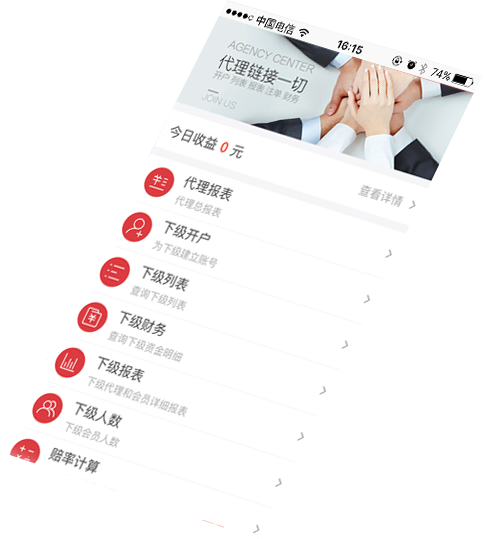 中国电信 16:15 74%
AGENCY CENTER
代理链接一切
开户 列表 报表 注单 财务
JOIN US
今日收益 0 元
查看详情
代理报表
代理总报表
下级开户
为下级建立账号
下级列表
查询下级列表
下级财务
查询下级资金明细
下级报表
下级代理和会员详细报表
下级人数
下级会员人数
赔率计算